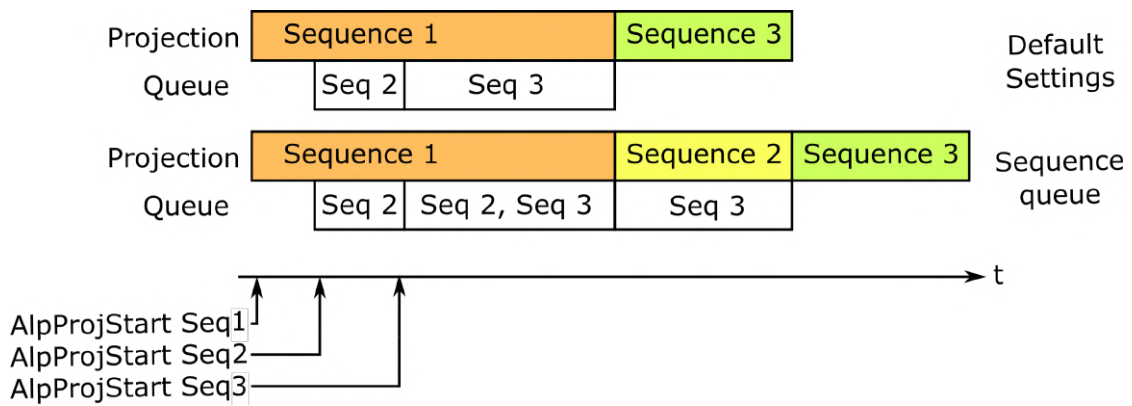 Projection Sequence 1 Sequence 3
Queue Seq 2 Seq 3
Default
Settings
Projection Sequence 1 Sequence 2 Sequence 3
Queue Seq 2 Seq 2, Seq 3 Seq 3
Sequence
queue
t
AlpProjStart Seq1
AlpProjStart Seq2
AlpProjStart Seq3